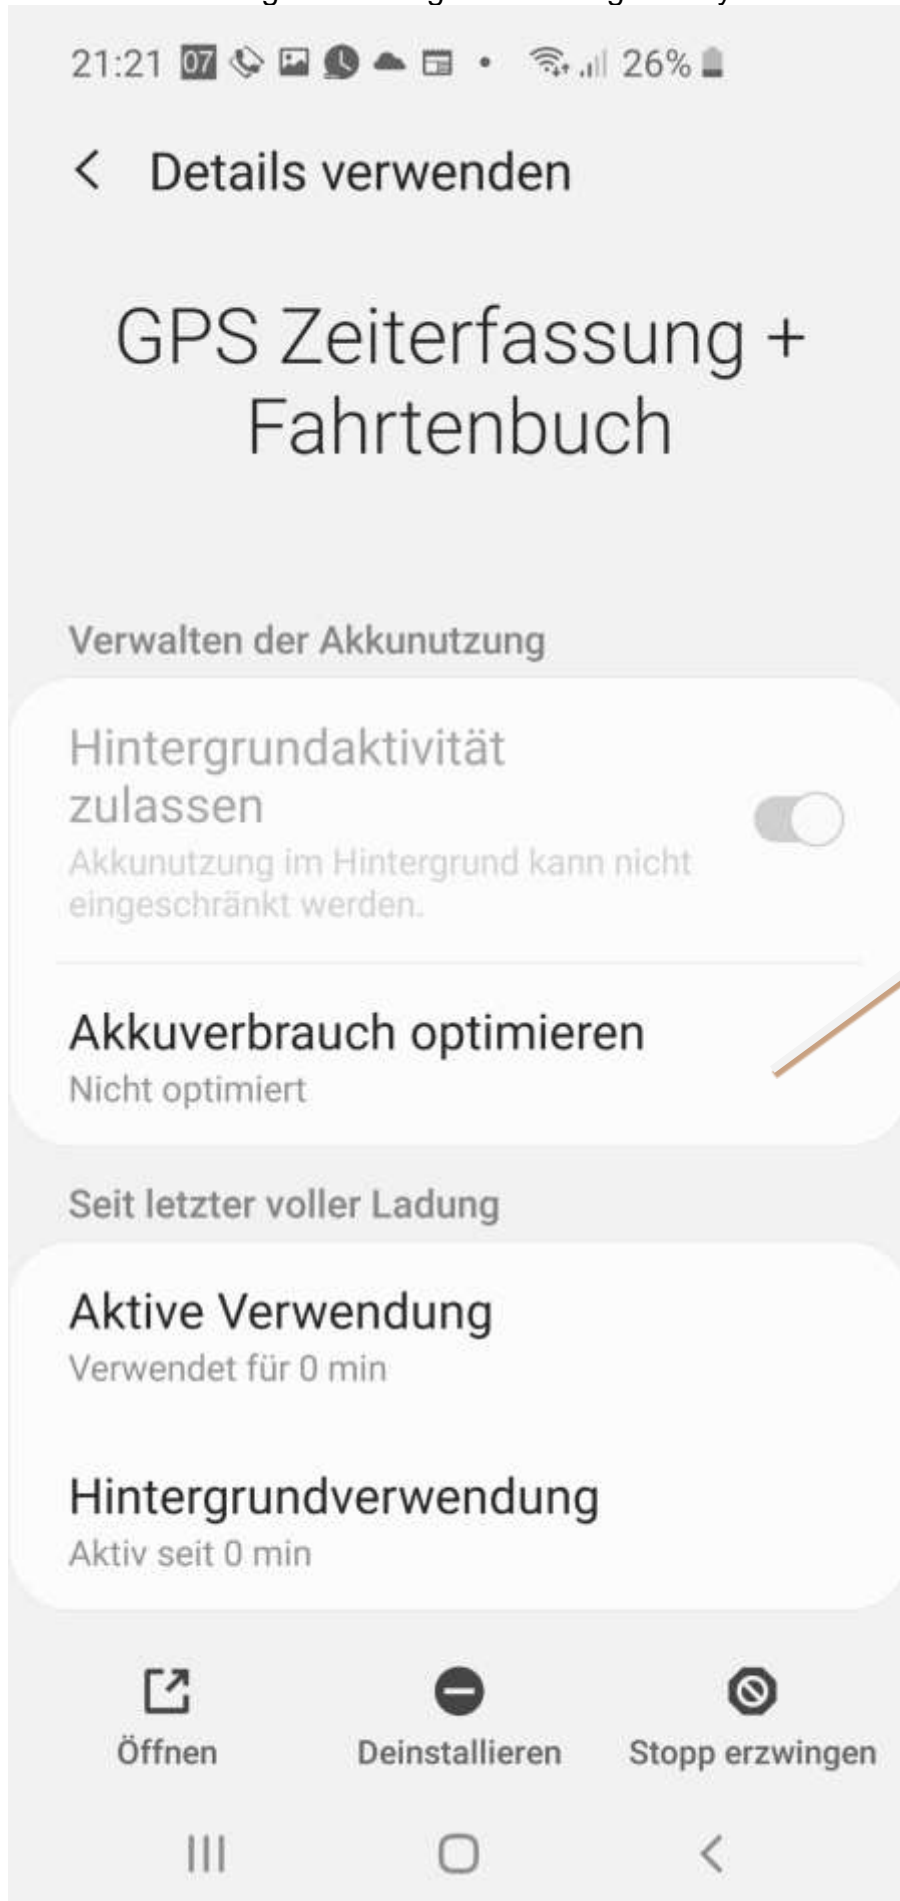 21:21 07 26%
Details verwenden
GPS Zeiterfassung +
Fahrtenbuch
Verwalten der Akkunutzung
Hintergrundaktivität
zulassen
Akkunutzung im Hintergrund kann nicht
eingeschränkt werden.
Akkuverbrauch optimieren
Nicht optimiert
Seit letzter voller Ladung
Aktive Verwendung
Verwendet für 0 min
Hintergrundverwendung
Aktiv seit 0 min
Öffnen Deinstallieren Stopp erzwingen